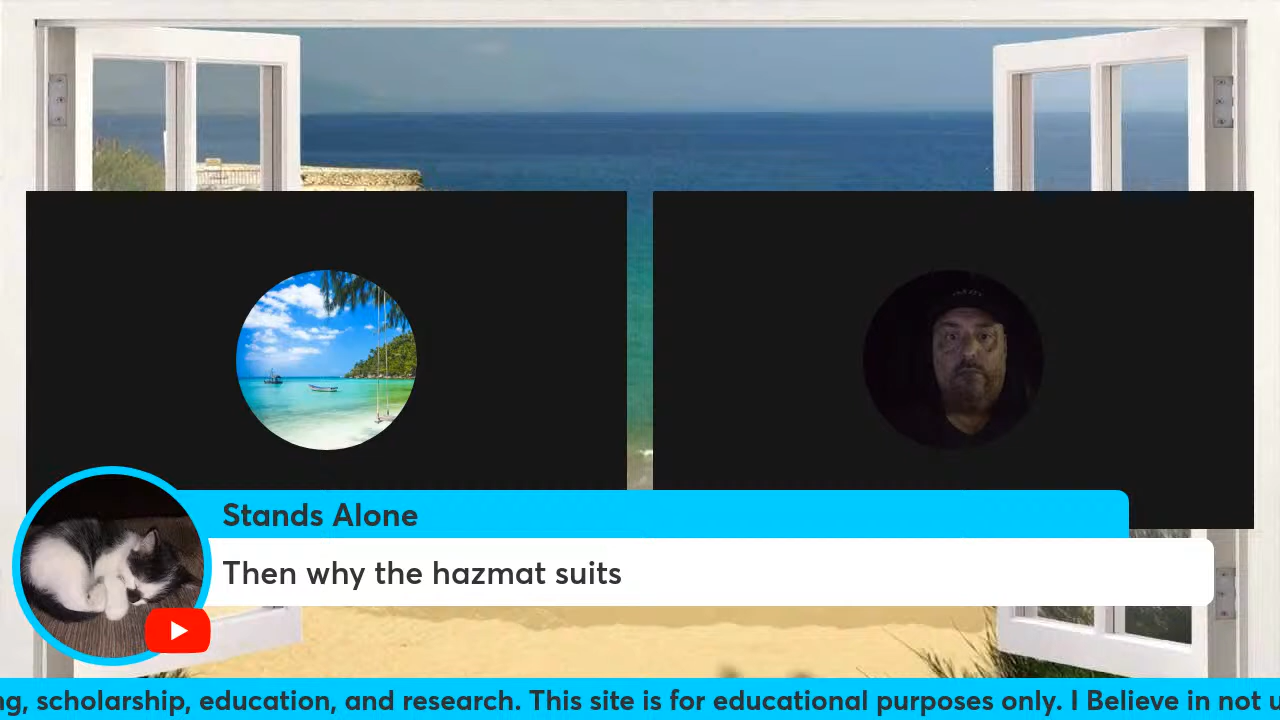 Stands Alone
Then why the hazmat suits
ng, scholarship, education, and research. This site is for educational purposes only. I Believe in not u